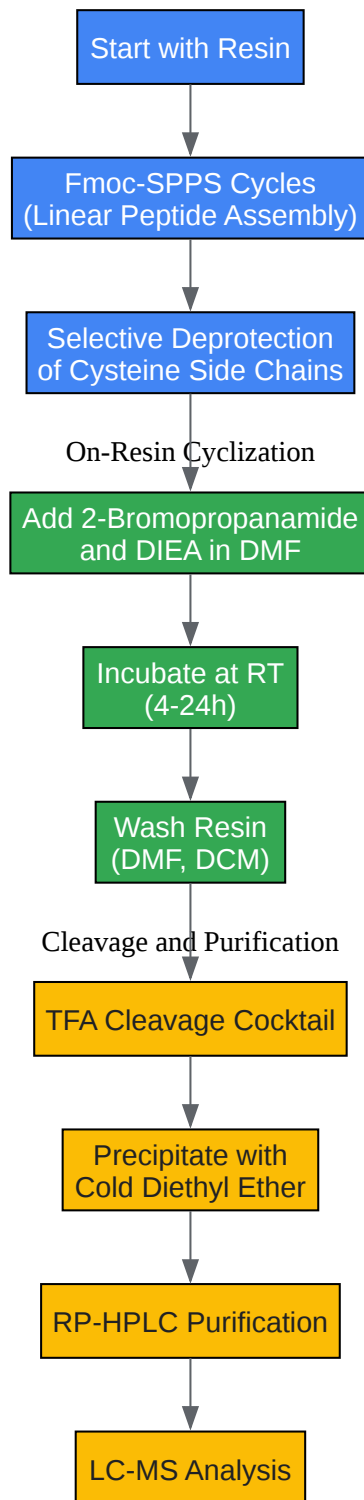 Start with Resin
Fmoc-SPPS Cycles
(Linear Peptide Assembly)
Selective Deprotection
of Cysteine Side Chains
On-Resin Cyclization
Add 2-Bromopropanamide
and DIEA in DMF
Incubate at RT
(4-24h)
Wash Resin
(DMF, DCM)
Cleavage and Purification
TFA Cleavage Cocktail
Precipitate with
Cold Diethyl Ether
RP-HPLC Purification
LC-MS Analysis